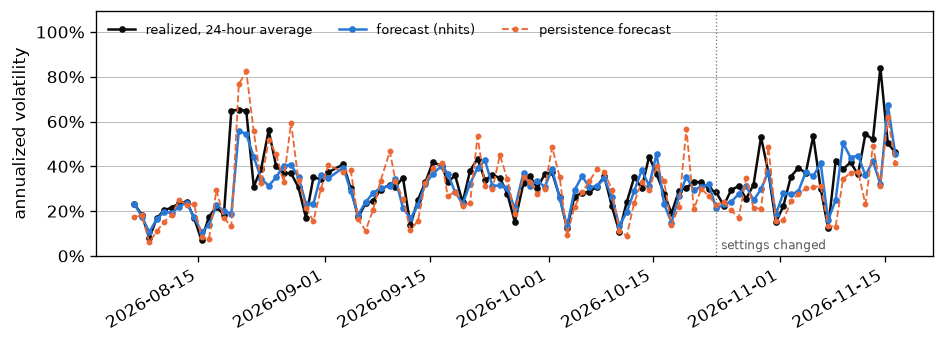 realized, 24-hour average
forecast (nhits)
persistence forecast
100%
80%
60%
40%
20%
0%
annualized volatility
settings changed
2026-08-15
2026-09-01
2026-09-15
2026-10-01
2026-10-15
2026-11-01
2026-11-15